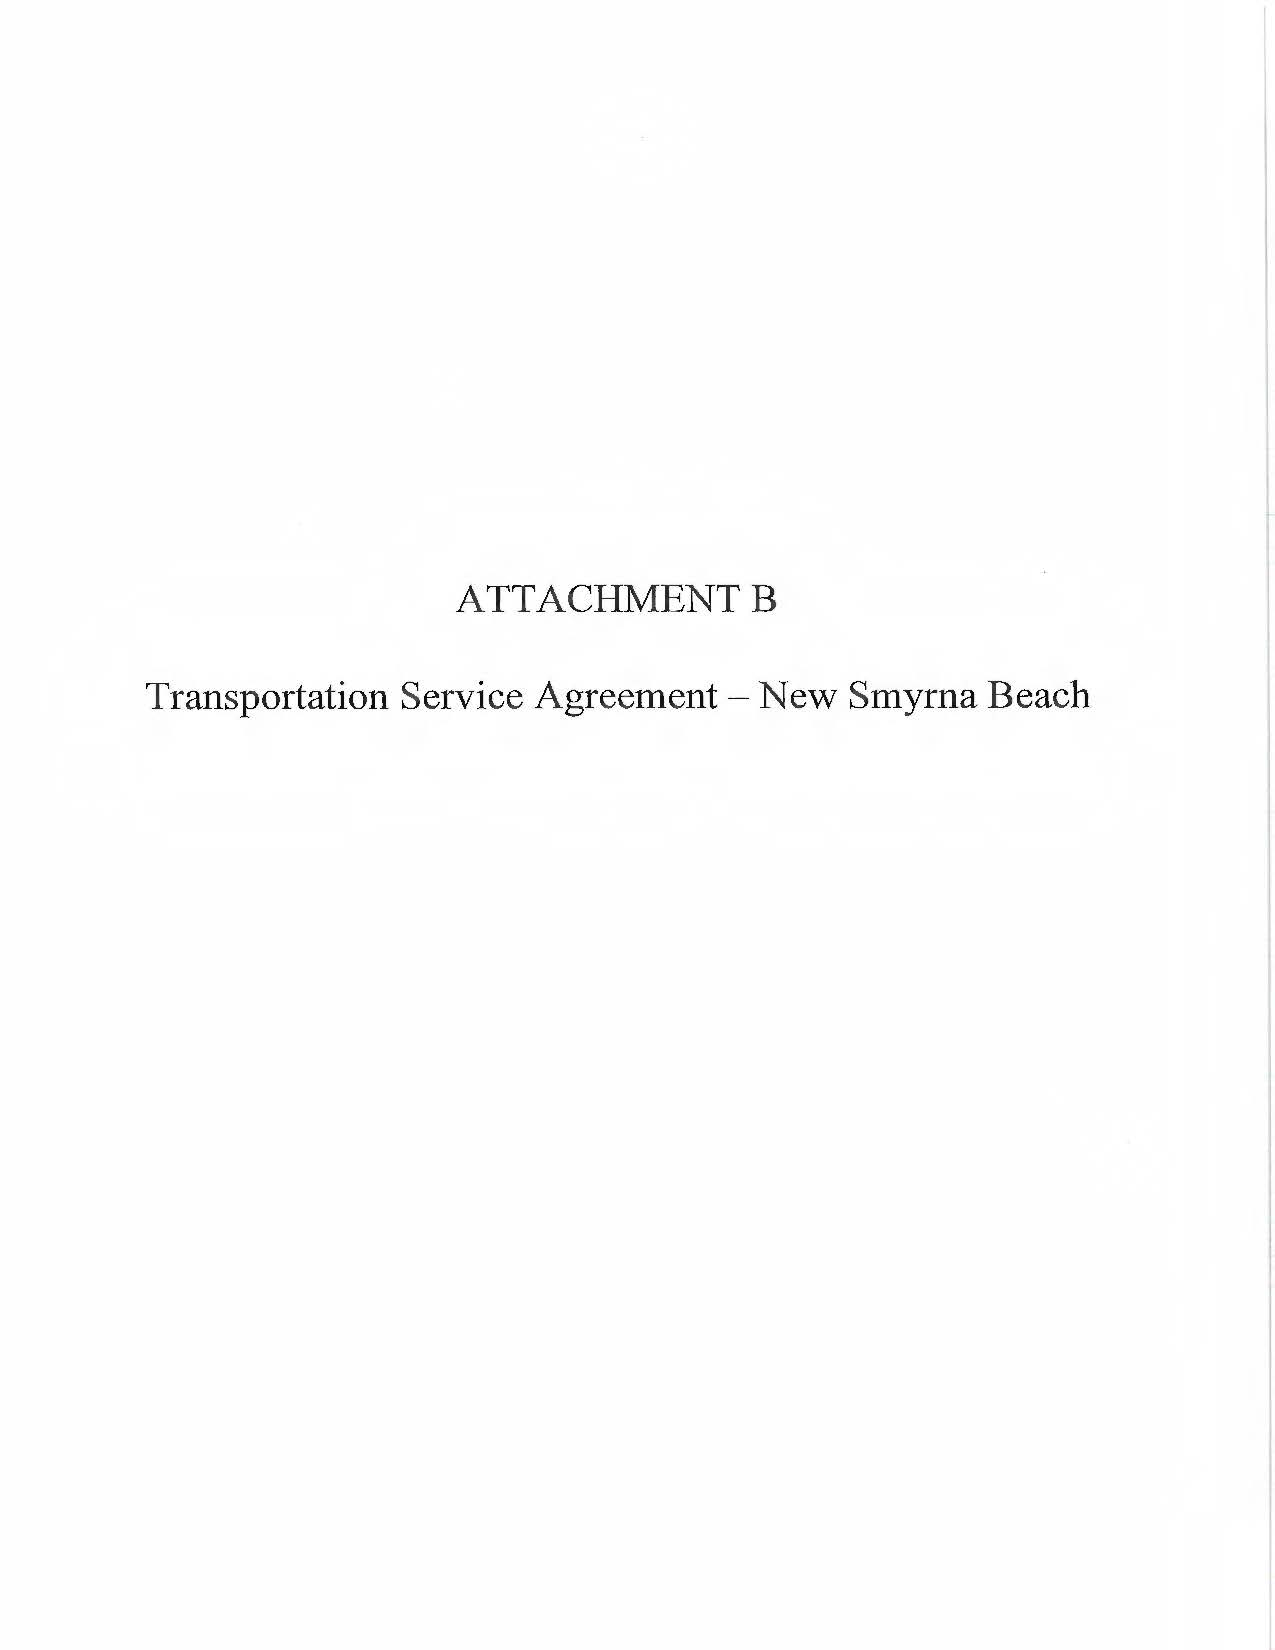 ATTACHMENT B
Transportation Service Agreement – New Smyrna Beach